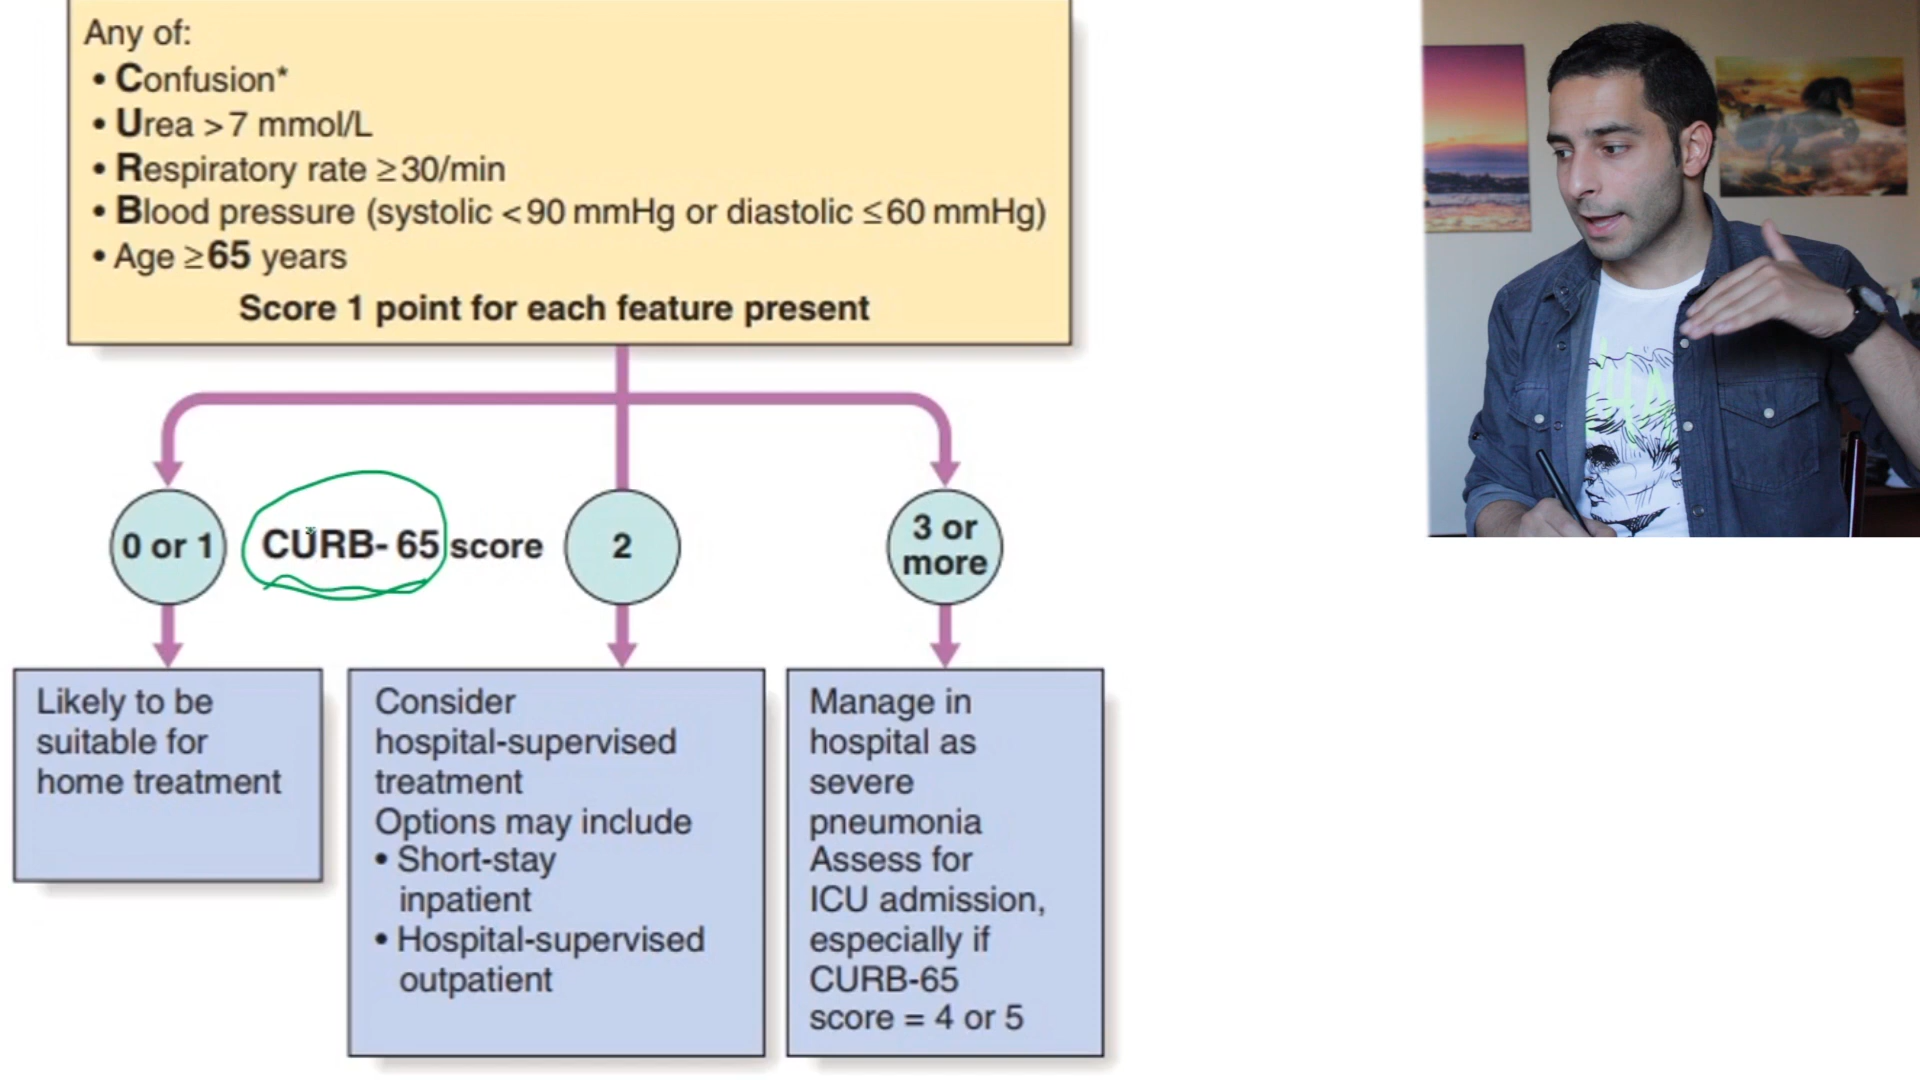 Any of:
• Confusion*
• Urea >7 mmol/L
• Respiratory rate ≥30/min
• Blood pressure (systolic <90 mmHg or diastolic ≤60 mmHg)
• Age ≥65 years
Score 1 point for each feature present
0 or 1
CURB-65 score
2
3 or
more
Likely to be
suitable for
home treatment
Consider
hospital-supervised
treatment
Options may include
• Short-stay
inpatient
• Hospital-supervised
outpatient
Manage in
hospital as
severe
pneumonia
Assess for
ICU admission,
especially if
CURB-65
score = 4 or 5